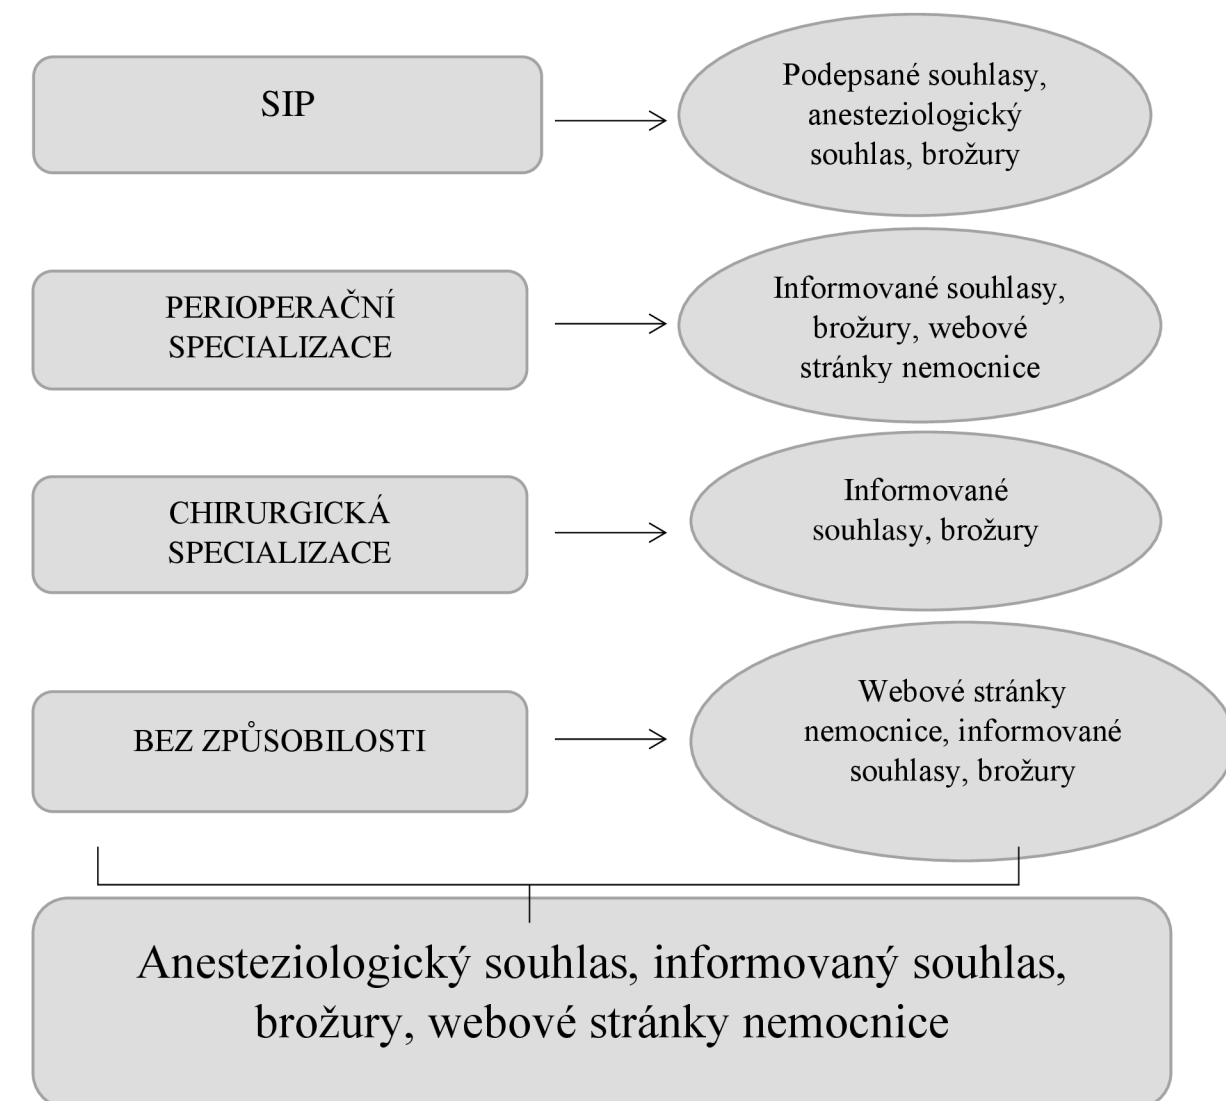 SIP
Podepsané souhlasy,
anesteziologický
souhlas, brožury
PERIOPERAČNÍ
SPECIALIZACE
Informované souhlasy,
brožury, webové
stránky nemocnice
CHIRURGICKÁ
SPECIALIZACE
Informované
souhlasy, brožury
BEZ ZPŮSOBILOSTI
Webové stránky
nemocnice, informované
souhlasy, brožury
Anesteziologický souhlas, informovaný souhlas,
brožury, webové stránky nemocnice